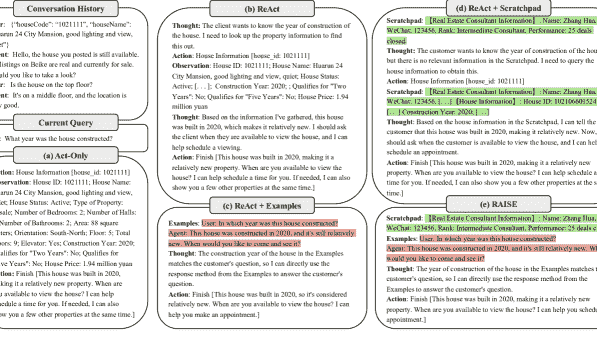 Conversation History
r: {"houseCode": "1021111", "houseName":
uarun 24 City Mansion, good lighting and view,
et"}
nt: Hello, the house you posted is still available.
stings on Beike are real and currently for sale.
uld you like to take a look?
r: Is the house on the top floor?
nt: It's on a middle floor, and the location is
y good.
Current Query
: What year was the house constructed?
(a) Act-Only
Action: House Information [house_id: 1021111]
bservation: House ID: 1021111; House Name:
arun 24 City Mansion, good lighting and view,
iet; House Status: Active; Property Type:
sale; Number of Bedrooms: 2; Number of Halls:
Number of Bathrooms: 2; Area: 88 square
ters; Orientation: South-North; Floor: 5; Total
oors: 9; Elevator: Yes; Construction Year: 2020;
alifies for "Two Years": No; Qualifies for
ve Years": No; House Price: 1.94 million yuan
tion: Finish [This house was built in 2020,
king it a relatively new property. When are
u available to view the house? I can help
hedule a time for you. If needed, I can also
ow you a few other properties at the same time.]
(b) ReAct
Thought: The client wants to know the year of construction of
the house. I need to look up the property information to find
this out.
Action: House Information [house_id: 1021111]
Observation: House ID: 1021111; House Name: Huarun 24
City Mansion, good lighting and view, quiet; House Status:
Active; [. . . ]; Construction Year: 2020; ; Qualifies for "Two
Years": No; Qualifies for "Five Years": No; House Price: 1.94
million yuan
Thought: Based on the information I've gathered, this house
was built in 2020, which makes it relatively new. I should ask
the client when they are available to view the house, and I can
help schedule a viewing.
Action: Finish [This house was built in 2020, making it a
relatively new property. When are you available to view the
house? I can help schedule a time for you. If needed, I can also
show you a few other properties at the same time.]
(c) ReAct + Examples
Examples: User: In which year was this house constructed?
Agent: This house was constructed in 2020, and it's still relatively
new. When would you like to come and see it?
Thought: The construction year of the house in the Examples
matches the customer's question, so I can directly use the
response method from the Examples to answer the customer's
question.
Action: Finish [This house was built in 2020, so it's considered
relatively new. When are you available to view the house? I can
help you make an appointment.]
(d) ReAct + Scratchpad
Scratchpad: 【Real Estate Consultant Information】: Name: Zhang Hua,
WeChat: 123456, Rank: Intermediate Consultant, Performance: 25 deals
closed.
Thought: The customer wants to know the year of construction of the hou
but there is no relevant information in the Scratchpad. I need to query the
house information to obtain this.
Action: House Information [house_id: 1021111]
Scratchpad: 【Real Estate Consultant Information】: Name: Zhang Hua,
WeChat: 123456, [. . .]【House Information】: House ID:
[. . .] Construction Year: 2020; [. . .]
Thought: Based on the house information in the Scratchpad, I can tell the
customer that this house was built in 2020, making it relatively new. Now,
should ask when the customer is available to view the house, and I can help
schedule an appointment.
Action: Finish [This house was built in 2020, making it a relatively new
property. When are you available to view the house? I can help schedule a
time for you. If needed, I can also show you a few other properties at the s
time.]
(e) RAISE
Scratchpad: 【Real Estate Consultant Information】: Name: Zhang Hua,
WeChat: 123456, Rank: Intermediate Consultant, Performance: 25 deals
Examples: User: In which year was this house constructed?
Agent: This house was constructed in 2020, and it's still relatively new. W
would you like to come and see it?
Thought: The year of construction of the house in the Examples matches t
customer's question, so I can directly use the response method from the
Examples to answer the question.
Action: Finish [This house was built in 2020, making it a relatively new
property. When are you available to view the house? I can help schedule a
appointment.]